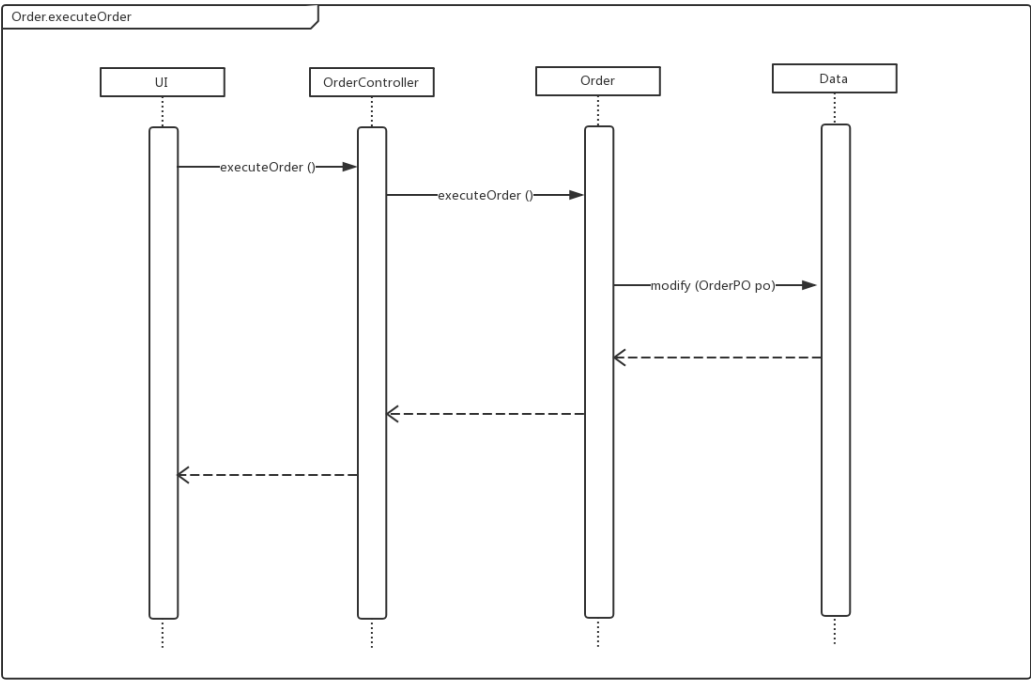 Order.executeOrder
UI
OrderController
Order
Data
executeOrder ()
executeOrder ()
modify (OrderPO po)